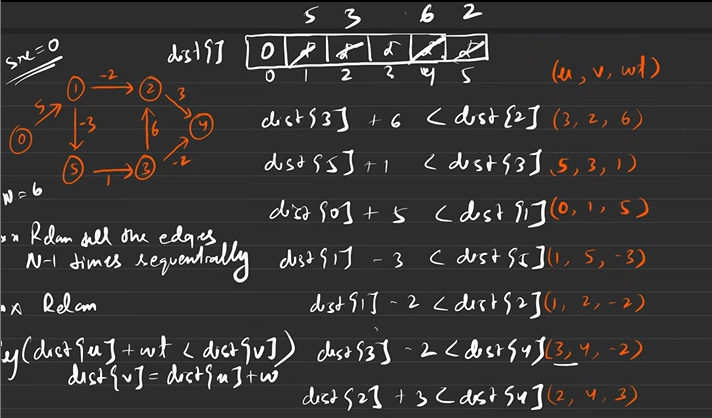 5 3 6 2
src = 0
dist[] 0
0 1 2 3 4 5
(u, v, wt)
0 5 1 -2 2 3 4
-3 6 -2
5 1 3
N = 6
dist[3] + 6 < dist[2] (3, 2, 6)
dist[5] + 1 < dist[3] (5, 3, 1)
dist[0] + 5 < dist[1] (0, 1, 5)
all the edges
N-1 times sequentially
dist[1] - 3 < dist[5] (1, 5, -3)
dist[1] - 2 < dist[2] (1, 2, -2)
(dist[u] + wt < dist[v])
dist[v] = dist[u] + w
dist[3] - 2 < dist[4] (3, 4, -2)
dist[2] + 3 < dist[4] (2, 4, 3)